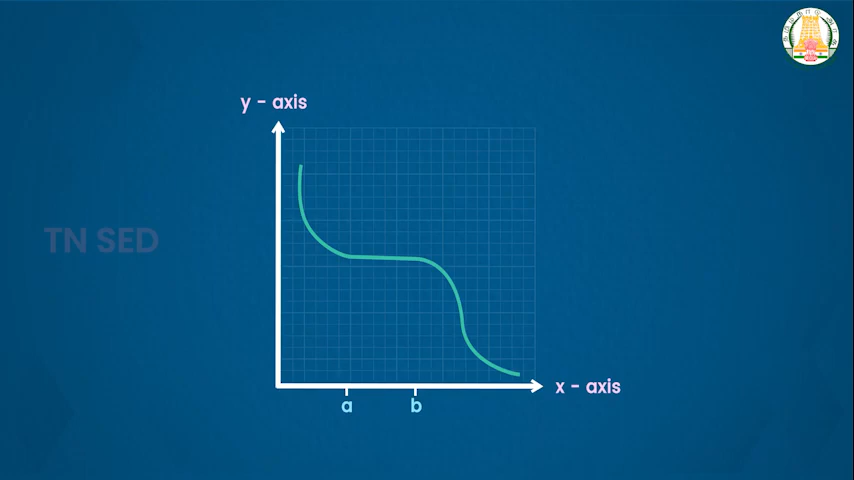 y - axis
TN SED
x - axis
a
b